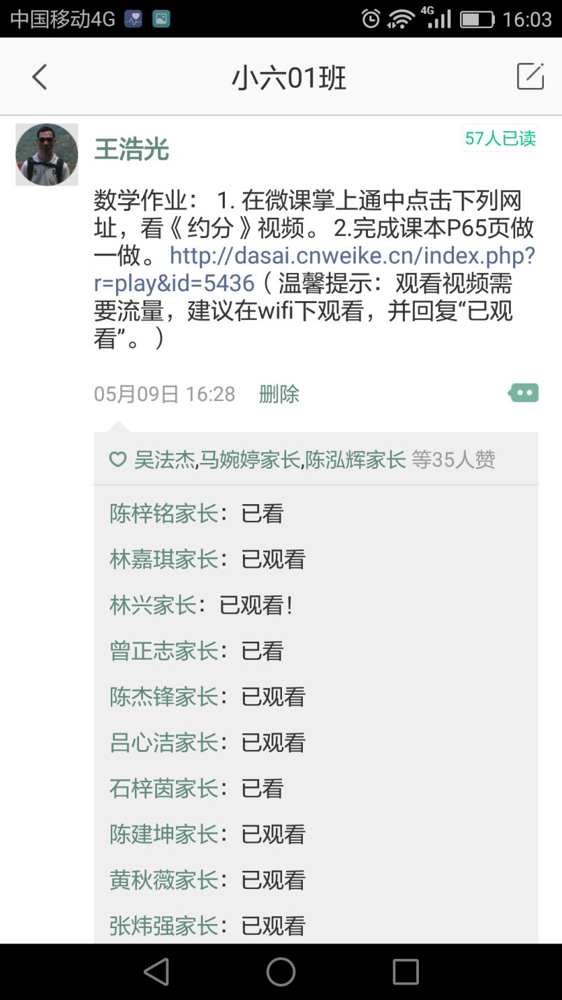 中国移动4G 4G 16:03
小六01班
王浩光 57人已读
数学作业： 1. 在微课掌上通中点击下列网
址，看《约分》视频。2.完成课本P65页做
一做。http://dasai.cnweike.cn/index.php?
r=play&id=5436（温馨提示：观看视频需
要流量，建议在wifi下观看，并回复“已观
看”。）
05月09日 16:28 删除
吴法杰,马婉婷家长,陈泓辉家长 等35人赞
陈梓铭家长：已看
林嘉琪家长：已观看
林兴家长：已观看！
曾正志家长：已看
陈杰锋家长：已观看
吕心洁家长：已观看
石梓茵家长：已看
陈建坤家长：已观看
黄秋薇家长：已观看
张炜强家长：已观看